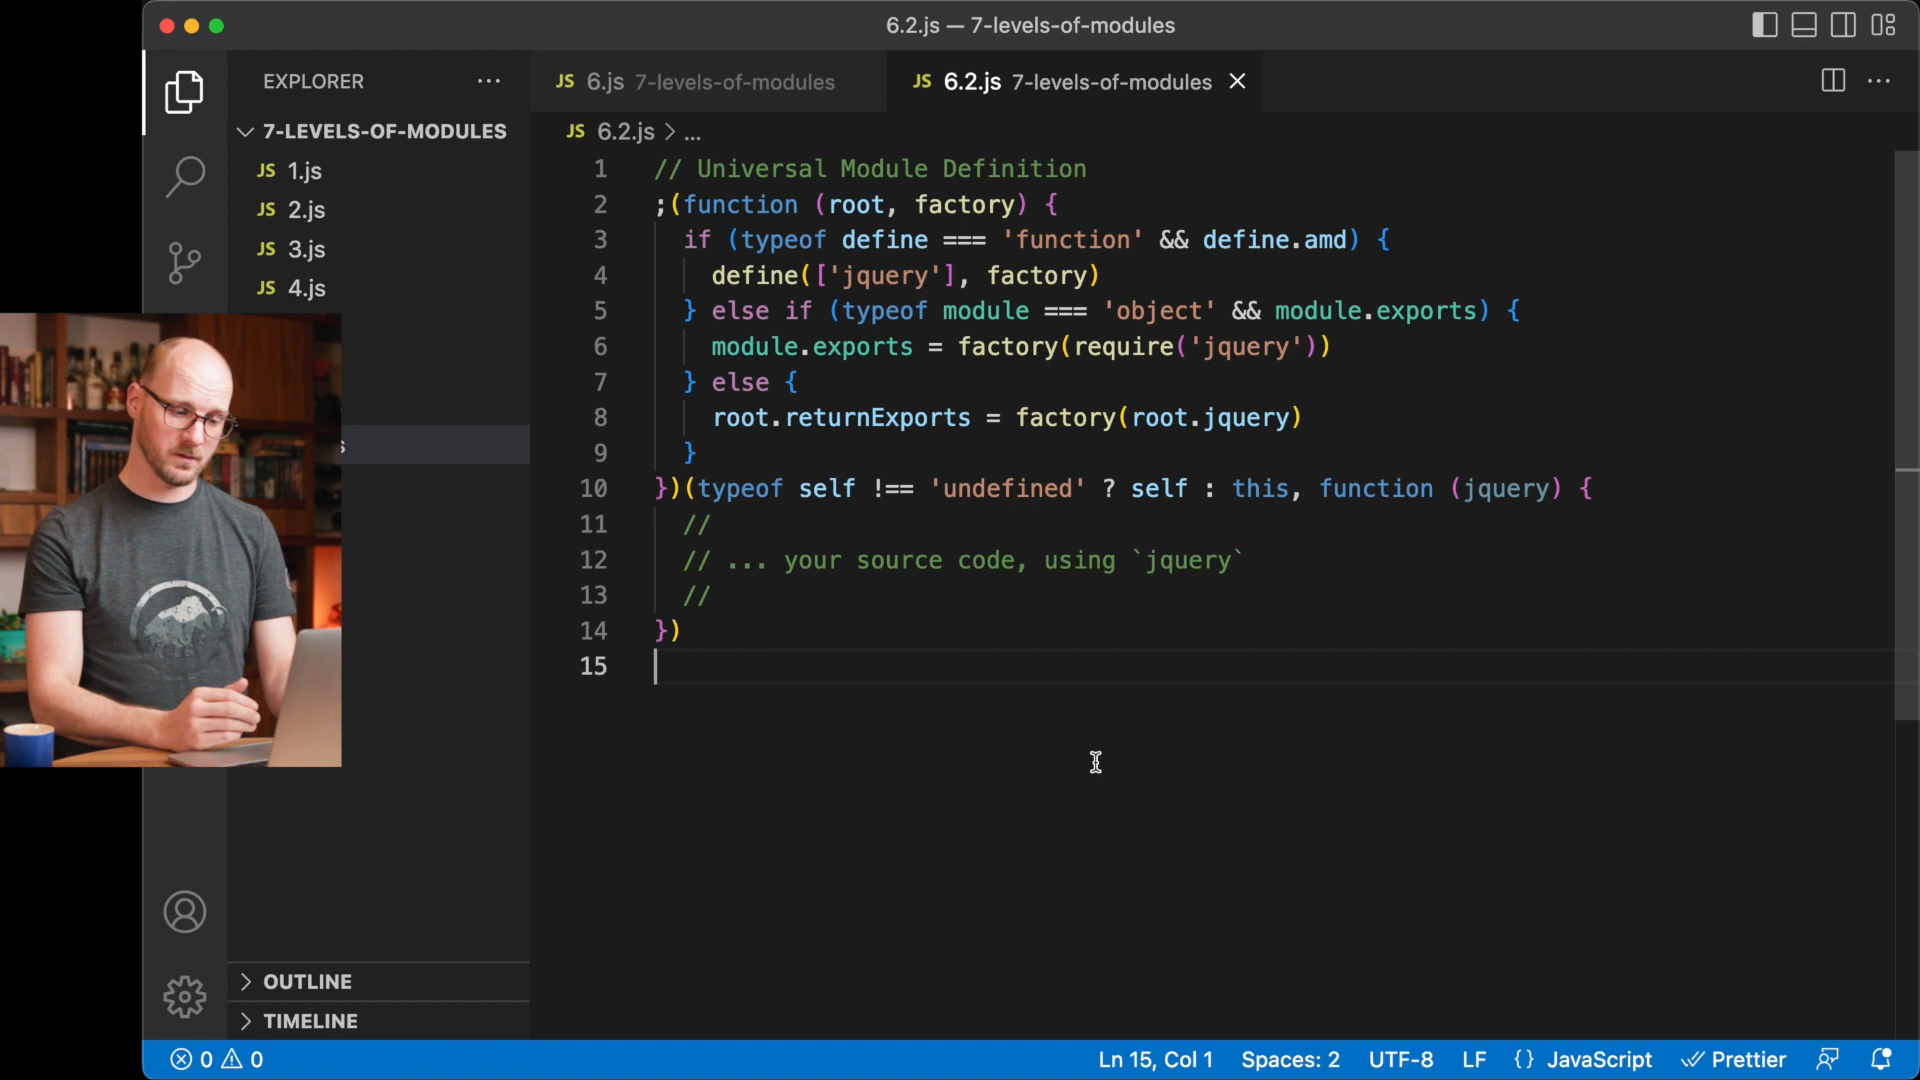 6.2.js — 7-levels-of-modules
EXPLORER
7-LEVELS-OF-MODULES
JS 1.js
JS 2.js
JS 3.js
JS 4.js
s
OUTLINE
TIMELINE
JS 6.js 7-levels-of-modules
JS 6.2.js 7-levels-of-modules
JS 6.2.js > ...
1 // Universal Module Definition
2 ;(function (root, factory) {
3 if (typeof define === 'function' && define.amd) {
4 define(['jquery'], factory)
5 } else if (typeof module === 'object' && module.exports) {
6 module.exports = factory(require('jquery'))
7 } else {
8 root.returnExports = factory(root.jquery)
9 }
10 })(typeof self !== 'undefined' ? self : this, function (jquery) {
11 //
12 // ... your source code, using `jquery`
13 //
14 })
15
0 0 Ln 15, Col 1 Spaces: 2 UTF-8 LF {} JavaScript Prettier